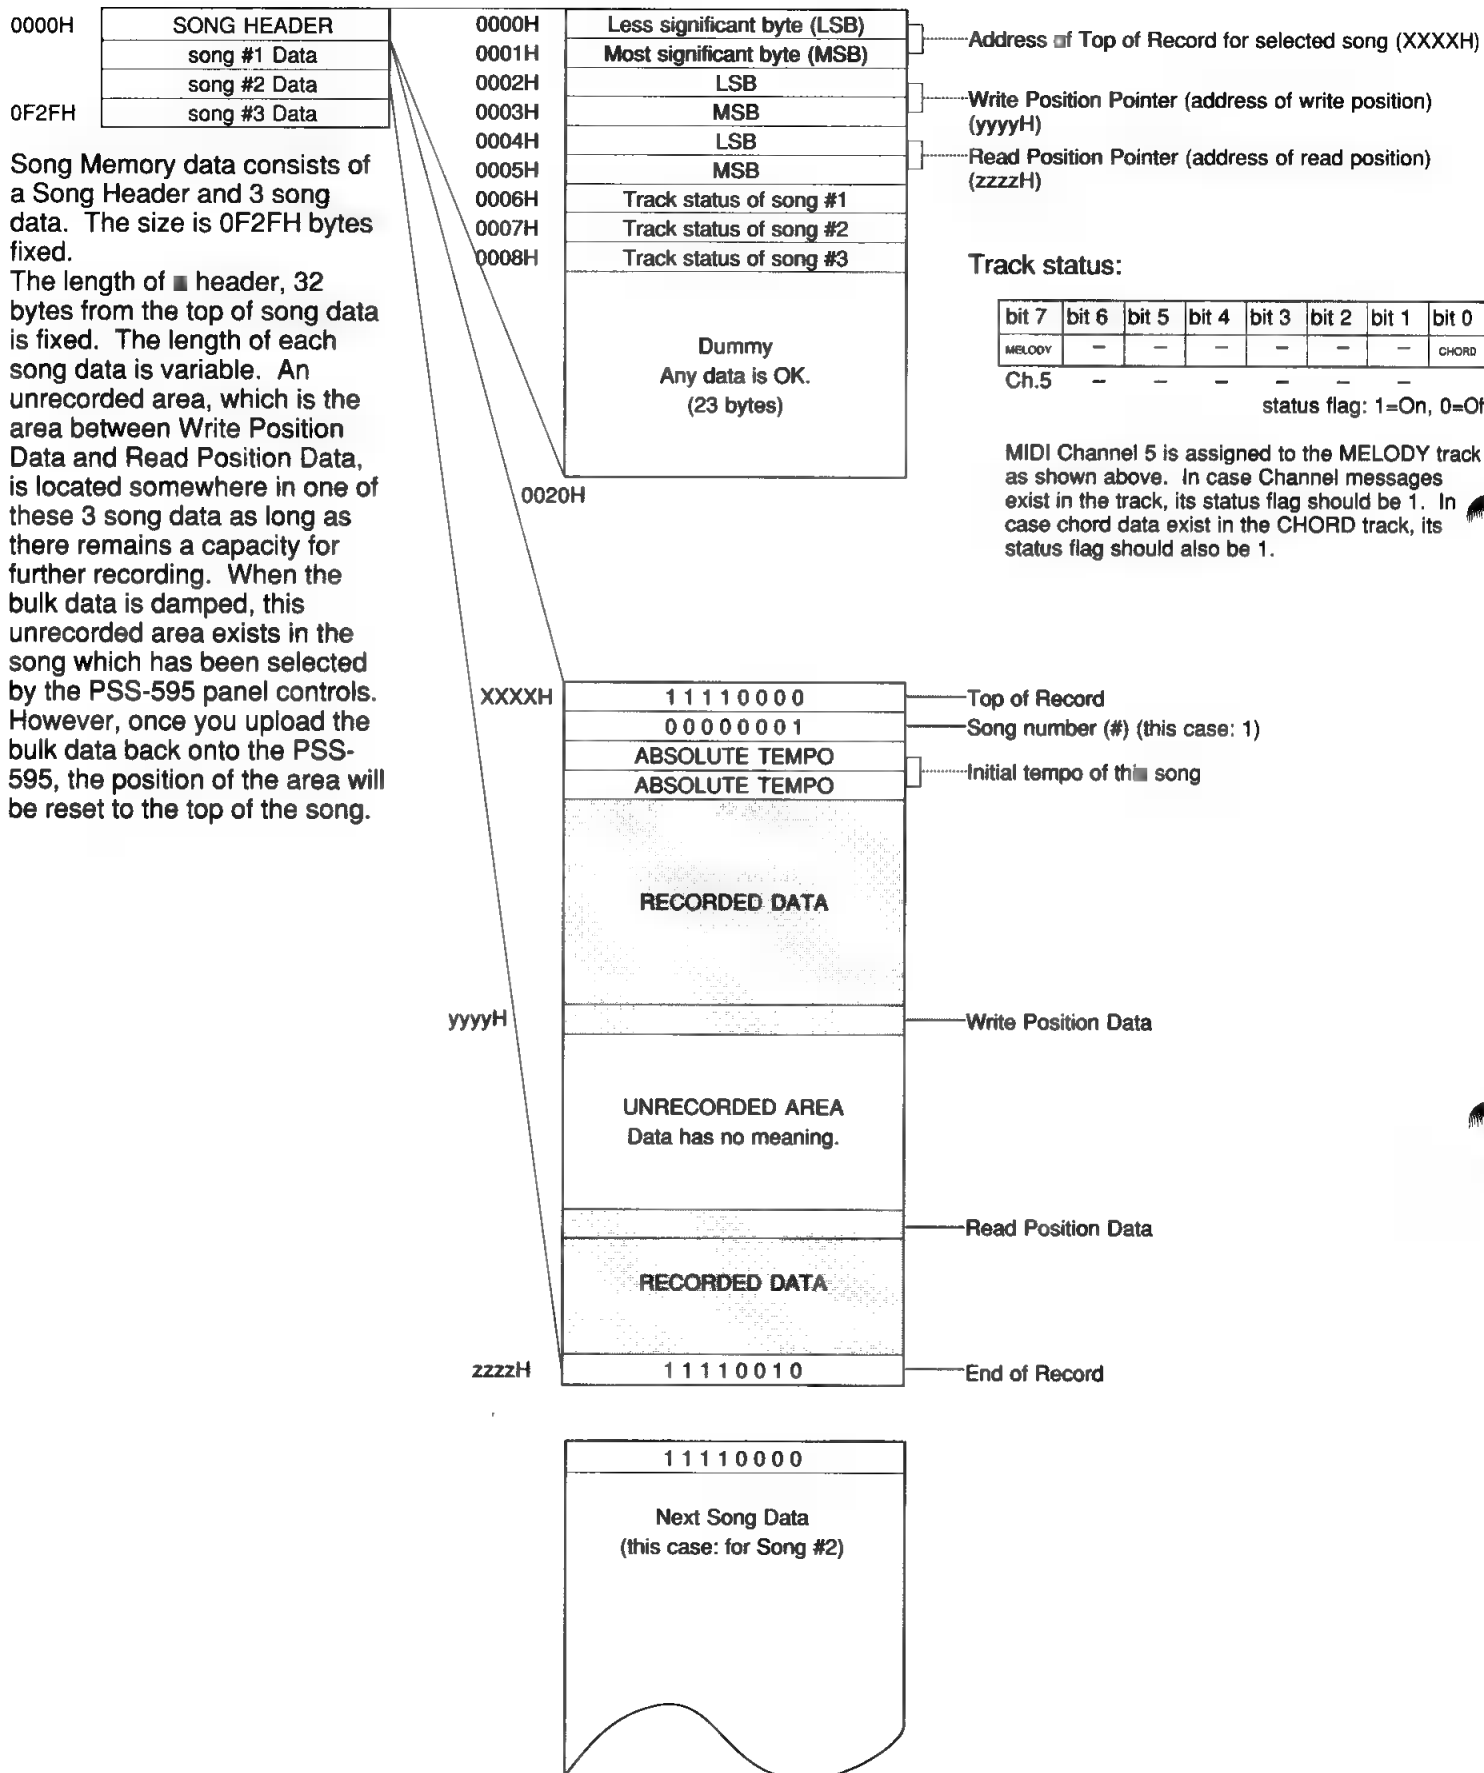 0000H SONG HEADER
song #1 Data
song #2 Data
0F2FH song #3 Data
Song Memory data consists of
a Song Header and 3 song
data. The size is 0F2FH bytes
fixed.
The length of header, 32
bytes from the top of song data
is fixed. The length of each
song data is variable. An
unrecorded area, which is the
area between Write Position
Data and Read Position Data,
is located somewhere in one of
these 3 song data as long as
there remains a capacity for
further recording. When the
bulk data is damped, this
unrecorded area exists in the
song which has been selected
by the PSS-595 panel controls.
However, once you upload the
bulk data back onto the PSS-
595, the position of the area will
be reset to the top of the song.
0000H Less significant byte (LSB)
0001H Most significant byte (MSB)
Address of Top of Record for selected song (XXXXH)
0002H LSB
0003H MSB
Write Position Pointer (address of write position)
(yyyyH)
0004H LSB
0005H MSB
Read Position Pointer (address of read position)
(zzzzH)
0006H Track status of song #1
0007H Track status of song #2
0008H Track status of song #3
Dummy
Any data is OK.
(23 bytes)
0020H
Track status:
bit 7 bit 6 bit 5 bit 4 bit 3 bit 2 bit 1 bit 0
MELODY – – – – – – CHORD
Ch.5 – – – – – –
status flag: 1=On, 0=Of
MIDI Channel 5 is assigned to the MELODY track
as shown above. In case Channel messages
exist in the track, its status flag should be 1. In
case chord data exist in the CHORD track, its
status flag should also be 1.
XXXXH 11110000 Top of Record
00000001 Song number (#) (this case: 1)
ABSOLUTE TEMPO
ABSOLUTE TEMPO
Initial tempo of this song
RECORDED DATA
yyyyH Write Position Data
UNRECORDED AREA
Data has no meaning.
Read Position Data
RECORDED DATA
zzzzH 11110010 End of Record
11110000
Next Song Data
(this case: for Song #2)